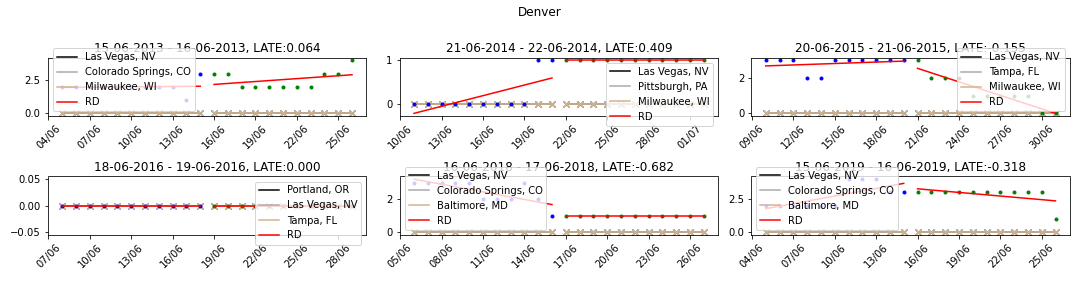 Denver
15-06-2013 - 16-06-2013, LATE:0.064
Las Vegas, NV
Colorado Springs, CO
Milwaukee, WI
RD
2.5
0.0
04/06
07/06
10/06
13/06
16/06
19/06
22/06
25/06
21-06-2014 - 22-06-2014, LATE:0.409
Las Vegas, NV
Pittsburgh, PA
Milwaukee, WI
RD
1
0
10/06
13/06
16/06
19/06
22/06
25/06
28/06
01/07
20-06-2015 - 21-06-2015, LATE:-0.155
Las Vegas, NV
Tampa, FL
Milwaukee, WI
RD
2
0
09/06
12/06
15/06
18/06
21/06
24/06
27/06
30/06
18-06-2016 - 19-06-2016, LATE:0.000
Portland, OR
Las Vegas, NV
Tampa, FL
RD
0.05
0.00
−0.05
07/06
10/06
13/06
16/06
19/06
22/06
25/06
28/06
16-06-2018 - 17-06-2018, LATE:-0.682
Las Vegas, NV
Colorado Springs, CO
Baltimore, MD
RD
2
0
05/06
08/06
11/06
14/06
17/06
20/06
23/06
26/06
15-06-2019 - 16-06-2019, LATE:-0.318
Las Vegas, NV
Colorado Springs, CO
Baltimore, MD
RD
2.5
0.0
04/06
07/06
10/06
13/06
16/06
19/06
22/06
25/06